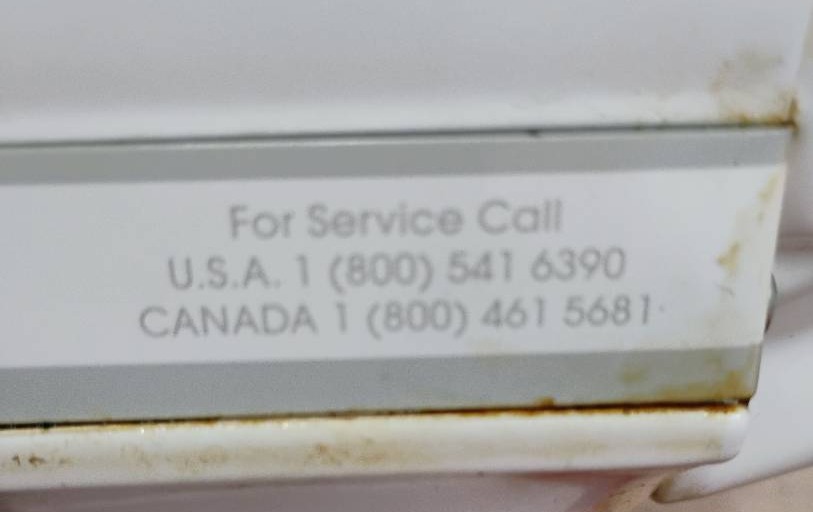 For Service Call
U.S.A. 1 (800) 541 6390
CANADA 1 (800) 461 5681